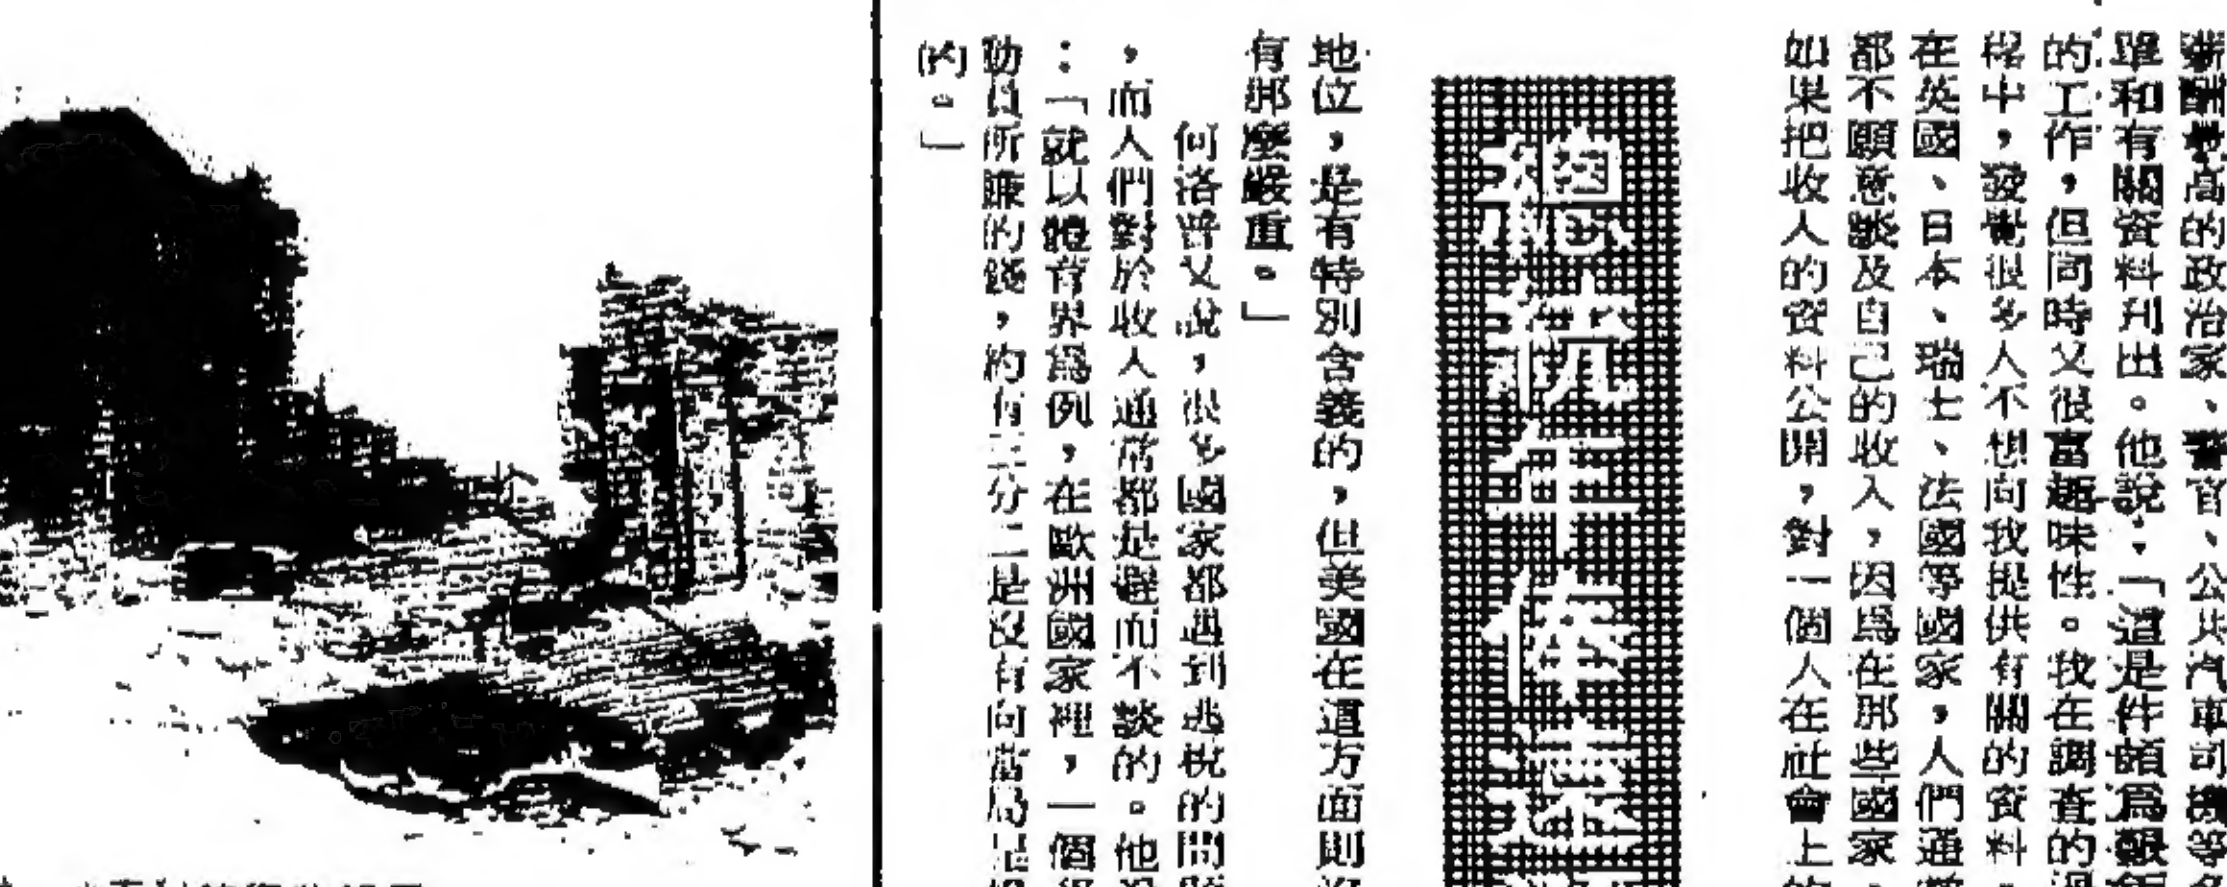 薪酬最高的政治家、警官、公共汽車司機等名
單和有關資料刋出。他說:「這是件頗爲艱
的工作,但同時又很富趣味性。我在調查的過
程中,發覺很多人不想向我提供有關的資料。
在英國、日本、瑞士、法國等國家,人們通常
都不願意談及自己的收入,因爲在那些國家,
如果把收入的資料公開,對一個人在社會上的
總統年俸
地位,是有特別含義的,但美國在這方面則沒
有那麼嚴重。」
何洛普又說,很多國家都遇到逃稅的問題
,而人們對於收入通常都是避而不談的。他說
:「就以體育界爲例,在歐洲國家裡,一個
動員所賺的錢,約有三分二是沒有向當局
的。」